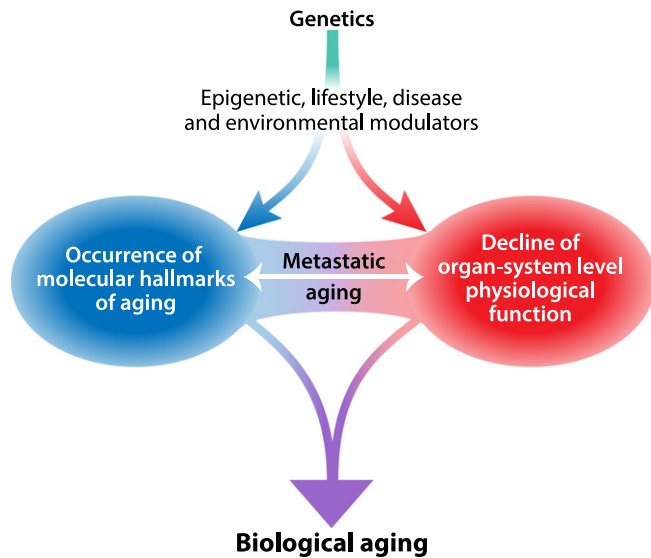 Genetics
Epigenetic, lifestyle, disease
and environmental modulators
Occurrence of
molecular hallmarks
of aging
Metastatic
aging
Decline of
organ-system level
physiological
function
Biological aging